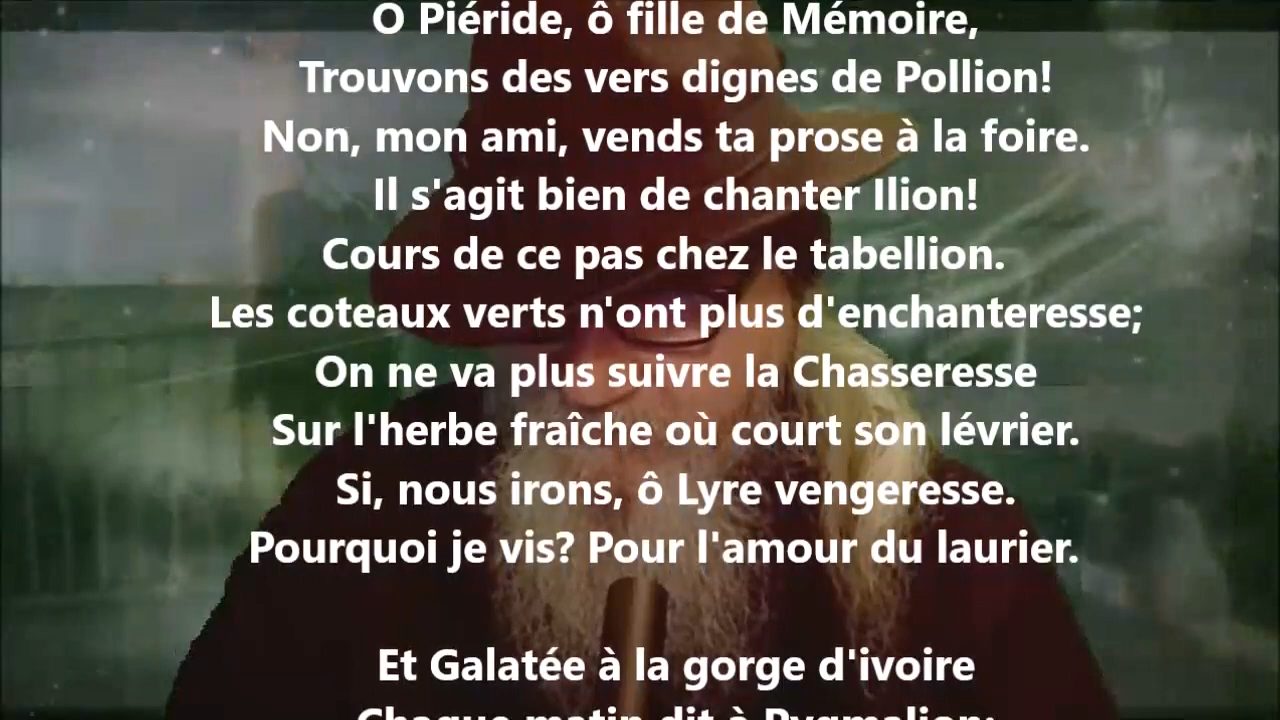 O Piéride, ô fille de Mémoire,
Trouvons des vers dignes de Pollion!
Non, mon ami, vends ta prose à la foire.
Il s'agit bien de chanter Ilion!
Cours de ce pas chez le tabellion.
Les coteaux verts n'ont plus d'enchanteresse;
On ne va plus suivre la Chasseresse
Sur l'herbe fraîche où court son lévrier.
Si, nous irons, ô Lyre vengeresse.
Pourquoi je vis? Pour l'amour du laurier.
Et Galatée à la gorge d'ivoire
Chaque matin dit à Pygmalion: